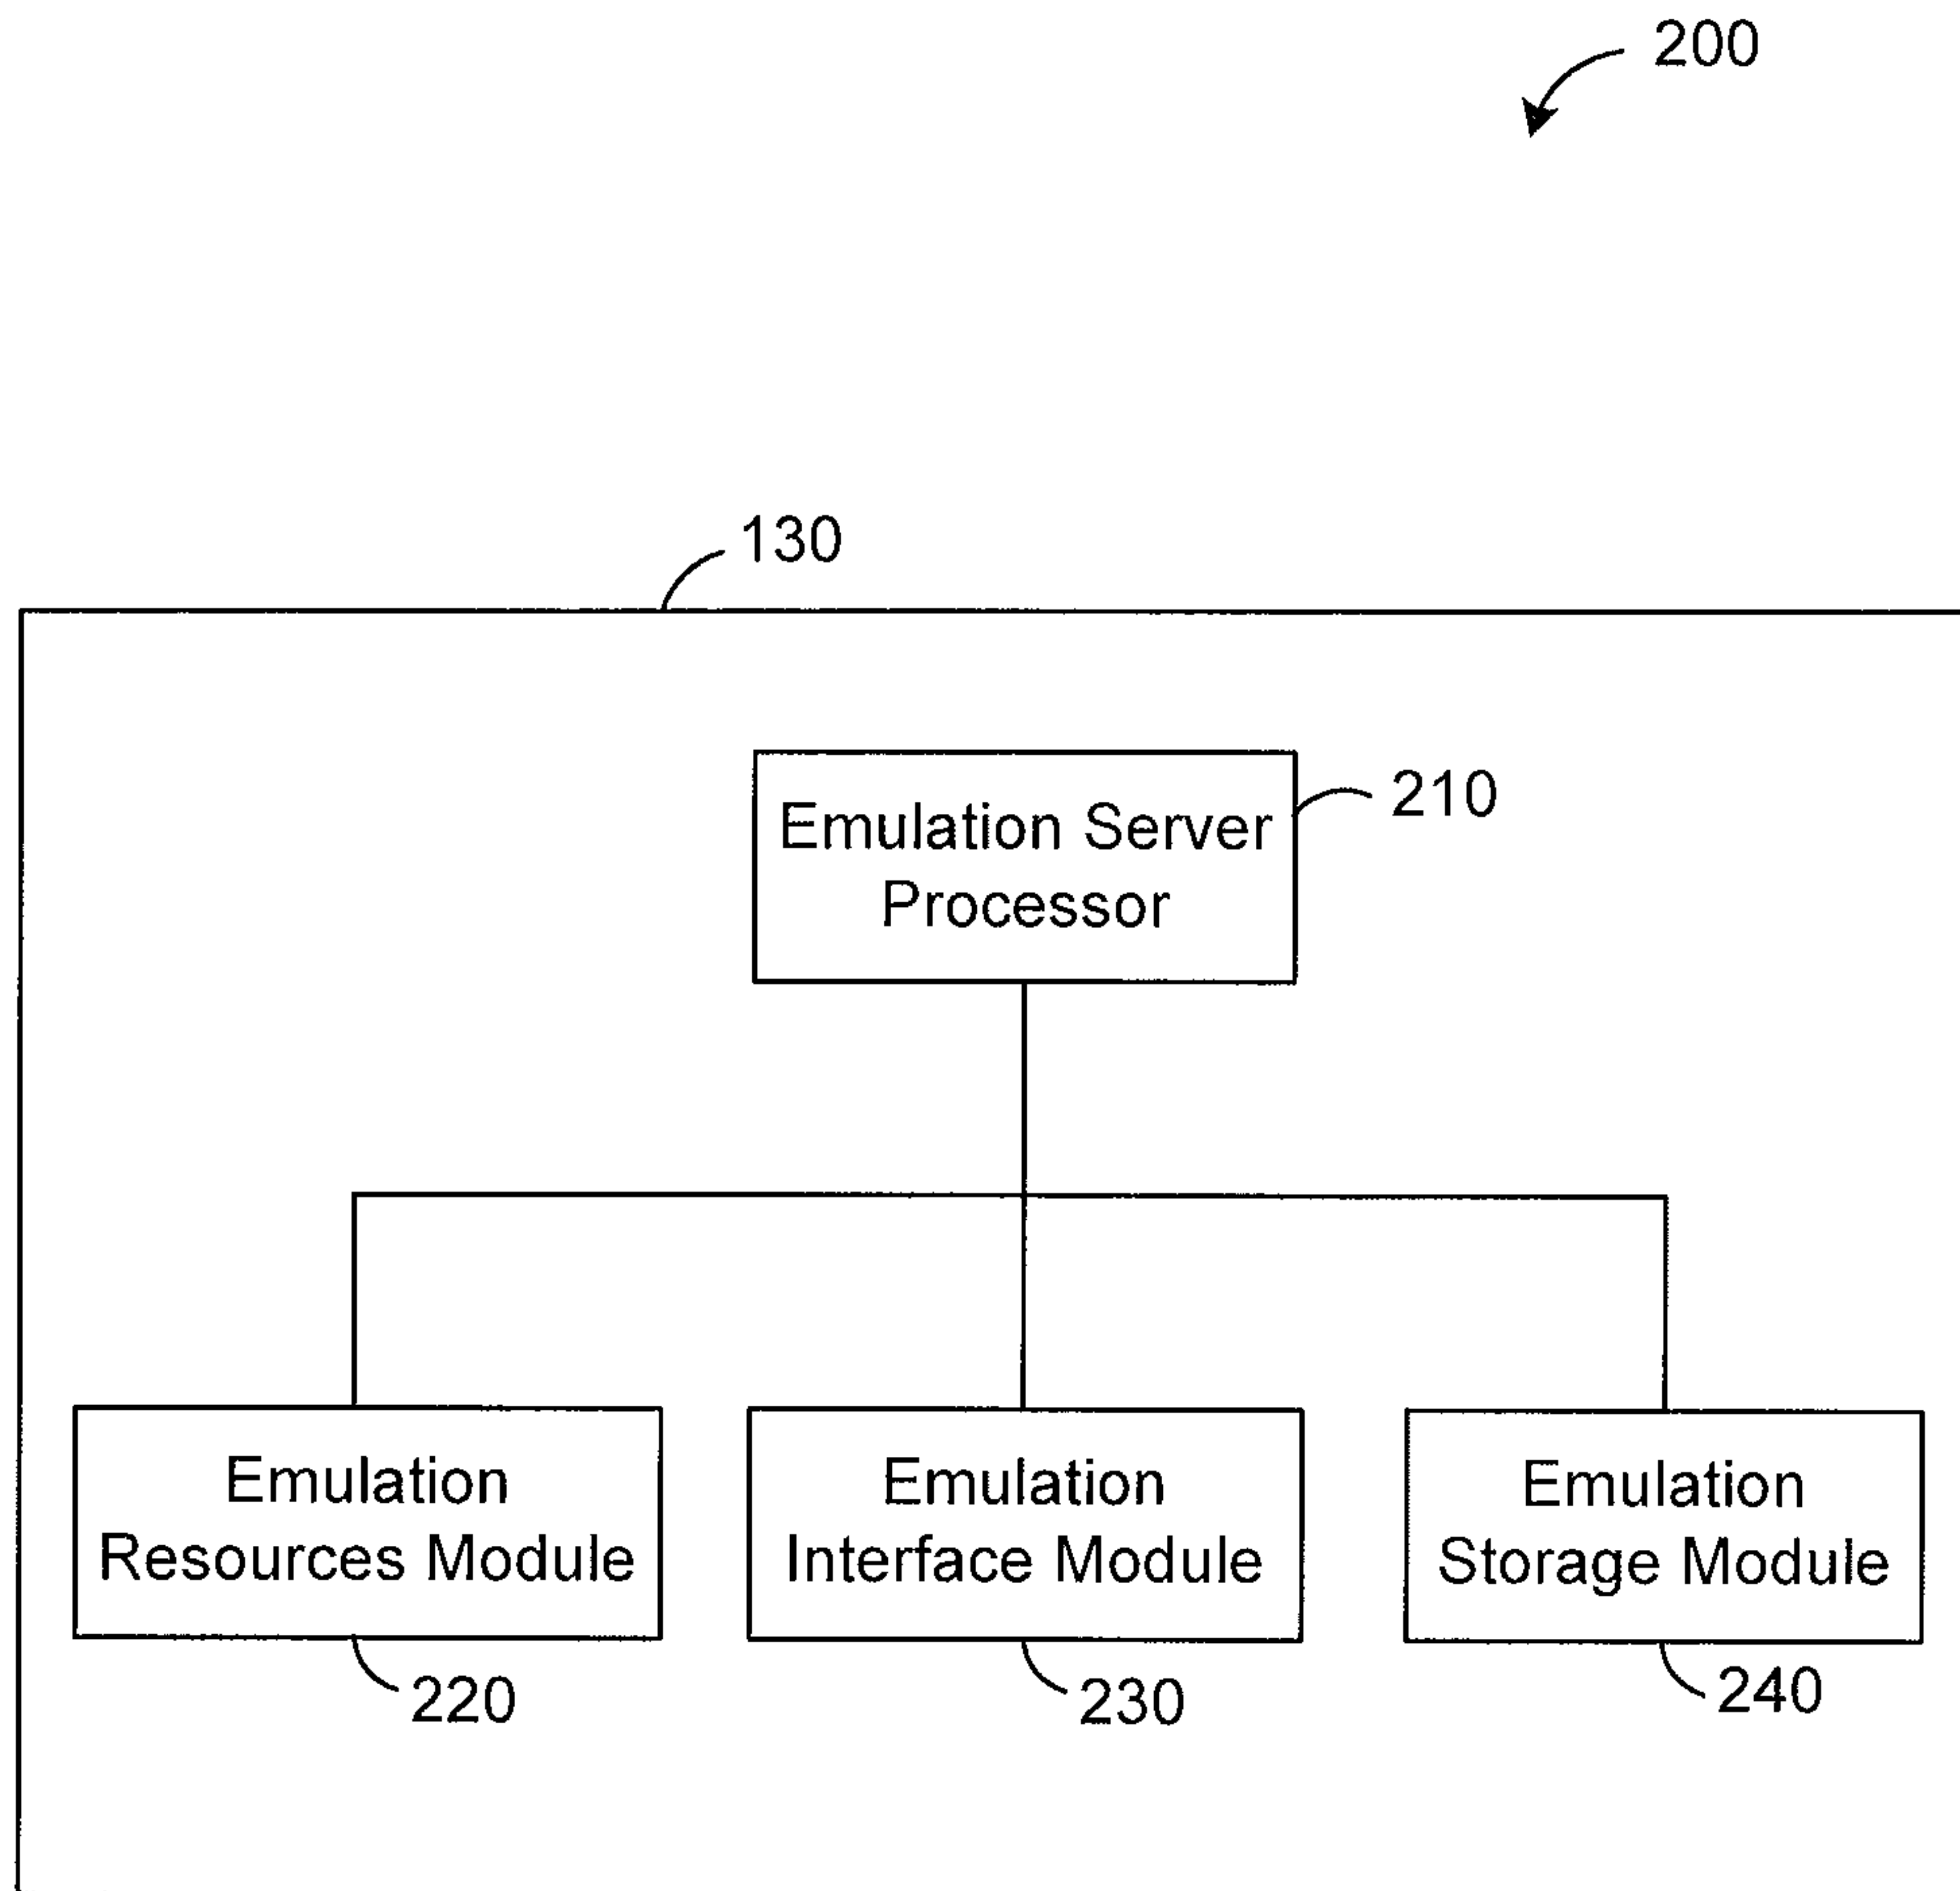 200
130
Emulation Server
Processor
210
Emulation
Resources Module
Emulation
Interface Module
Emulation
Storage Module
220
230
240